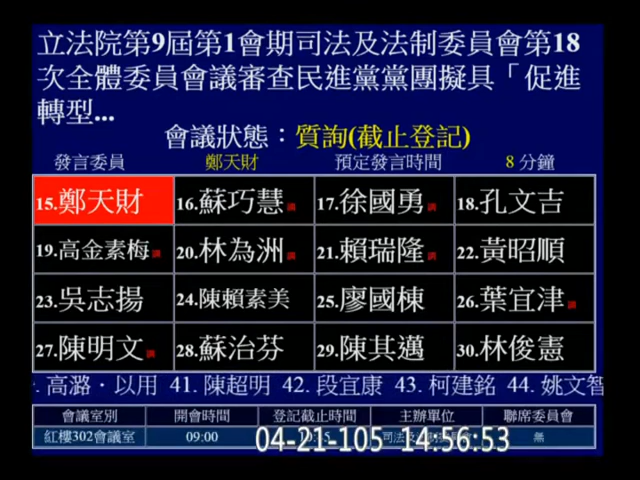 立法院第9屆第1會期司法及法制委員會第18
次全體委員會議審查民進黨黨團擬具「促進
轉型...
會議狀態：質詢(截止登記)
發言委員 鄭天財 預定發言時間 8 分鐘
15.鄭天財 16.蘇巧慧 17.徐國勇 18.孔文吉
19.高金素梅 20.林為洲 21.賴瑞隆 22.黃昭順
23.吳志揚 24.陳賴素美 25.廖國棟 26.葉宜津
27.陳明文 28.蘇治芬 29.陳其邁 30.林俊憲
高潞．以用 41. 陳超明 42. 段宜康 43. 柯建銘 44. 姚文智
會議室別 開會時間 登記截止時間 主辦單位 聯席委員會
紅樓302會議室 09:00 無
04-21-105 14:56:53